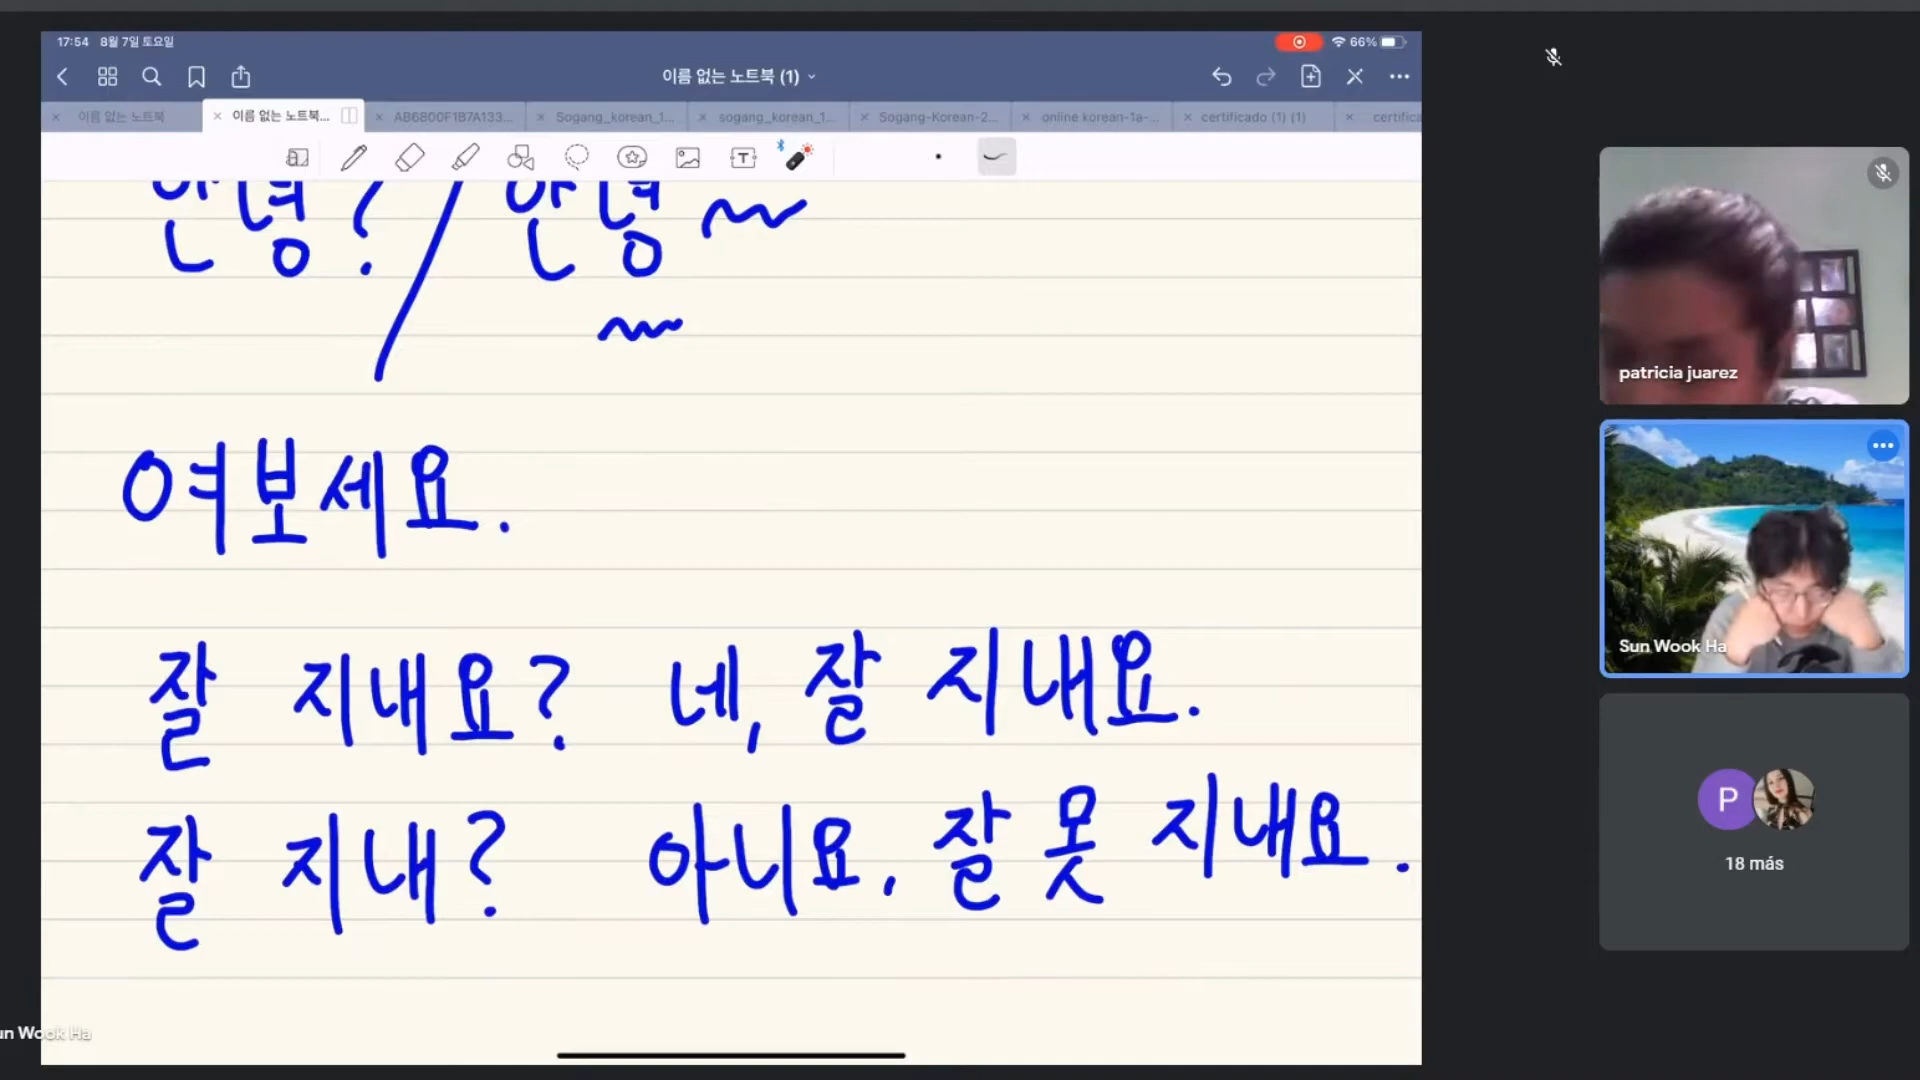 17:54 8월 7일 토요일 66%
이름 없는 노트북 (1)
이름 없는 노트북
이름 없는 노트북...
AB6800F1B7A133...
Sogang_korean_1...
sogang_korean_1...
Sogang-Korean-2...
online korean-1a-...
certificado (1) (1)
certifica
안녕? / 안녕~
여보세요.
잘 지내요? 네, 잘 지내요.
잘 지내? 아니요, 잘 못 지내요.
patricia juarez
Sun Wook Ha
P
18 más
un Wook Ha